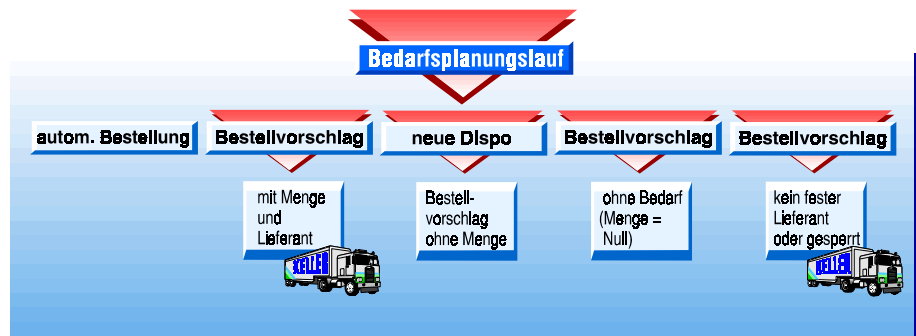 Bedarfsplanungslauf
autom. Bestellung
Bestellvorschlag
neue Dispo
Bestellvorschlag
Bestellvorschlag
mit Menge
und
Lieferant
Bestell-
vorschlag
ohne Menge
ohne Bedarf
(Menge =
Null)
kein fester
Lieferant
oder gesperrt
KELLER
KELLER